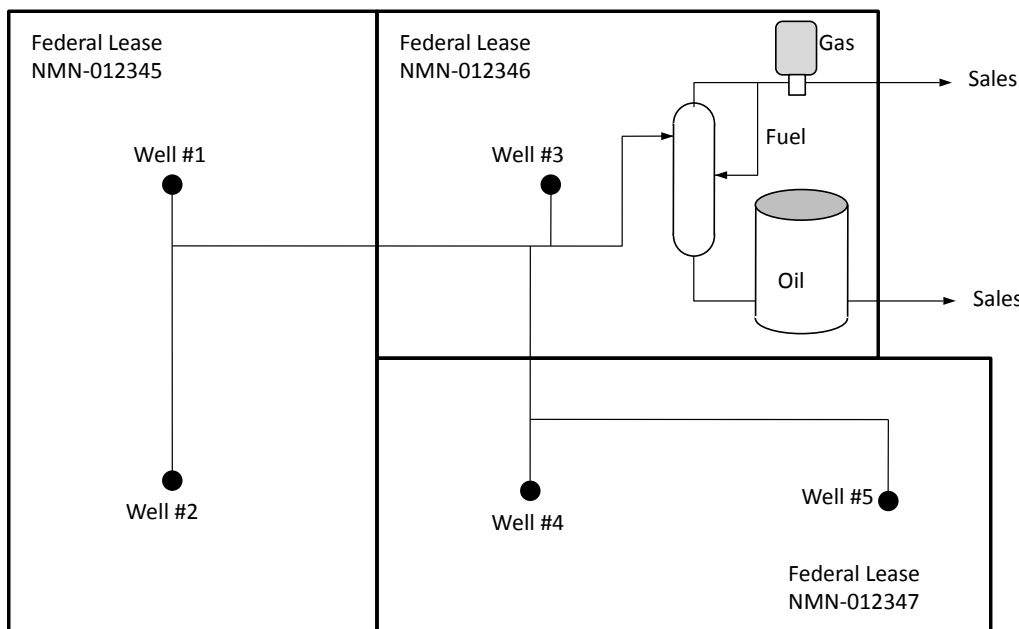 Federal Lease
NMN-012345
Federal Lease
NMN-012346
Gas
Sales
Fuel
Well #1
Well #3
Oil
Sales
Well #2
Well #4
Well #5
Federal Lease
NMN-012347